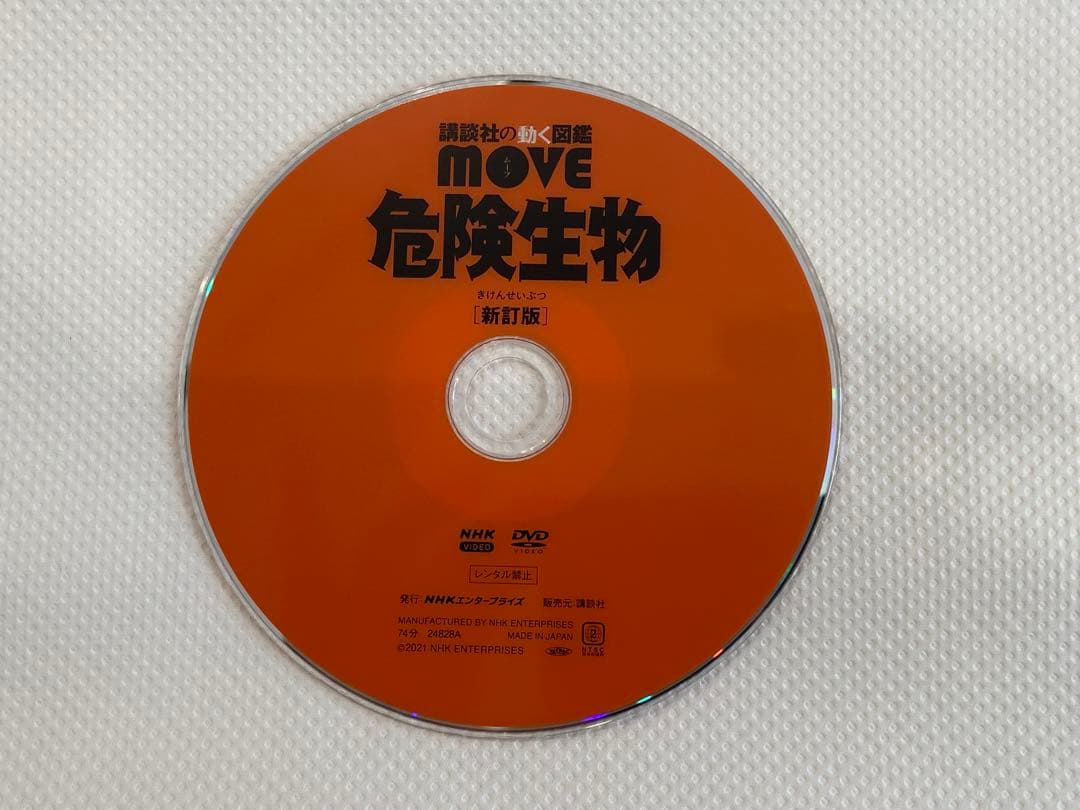 講談社の動く図鑑
MOVE
ムーブ
危険生物
きけんせいぶつ
[新訂版]
NHK DVD
VIDEO VIDEO
レンタル禁止
発行:NHKエンタープライズ 販売元:講談社
MANUFACTURED BY NHK ENTERPRISES
74分 24828A MADE IN JAPAN 2
©2021 NHK ENTERPRISES NTSC